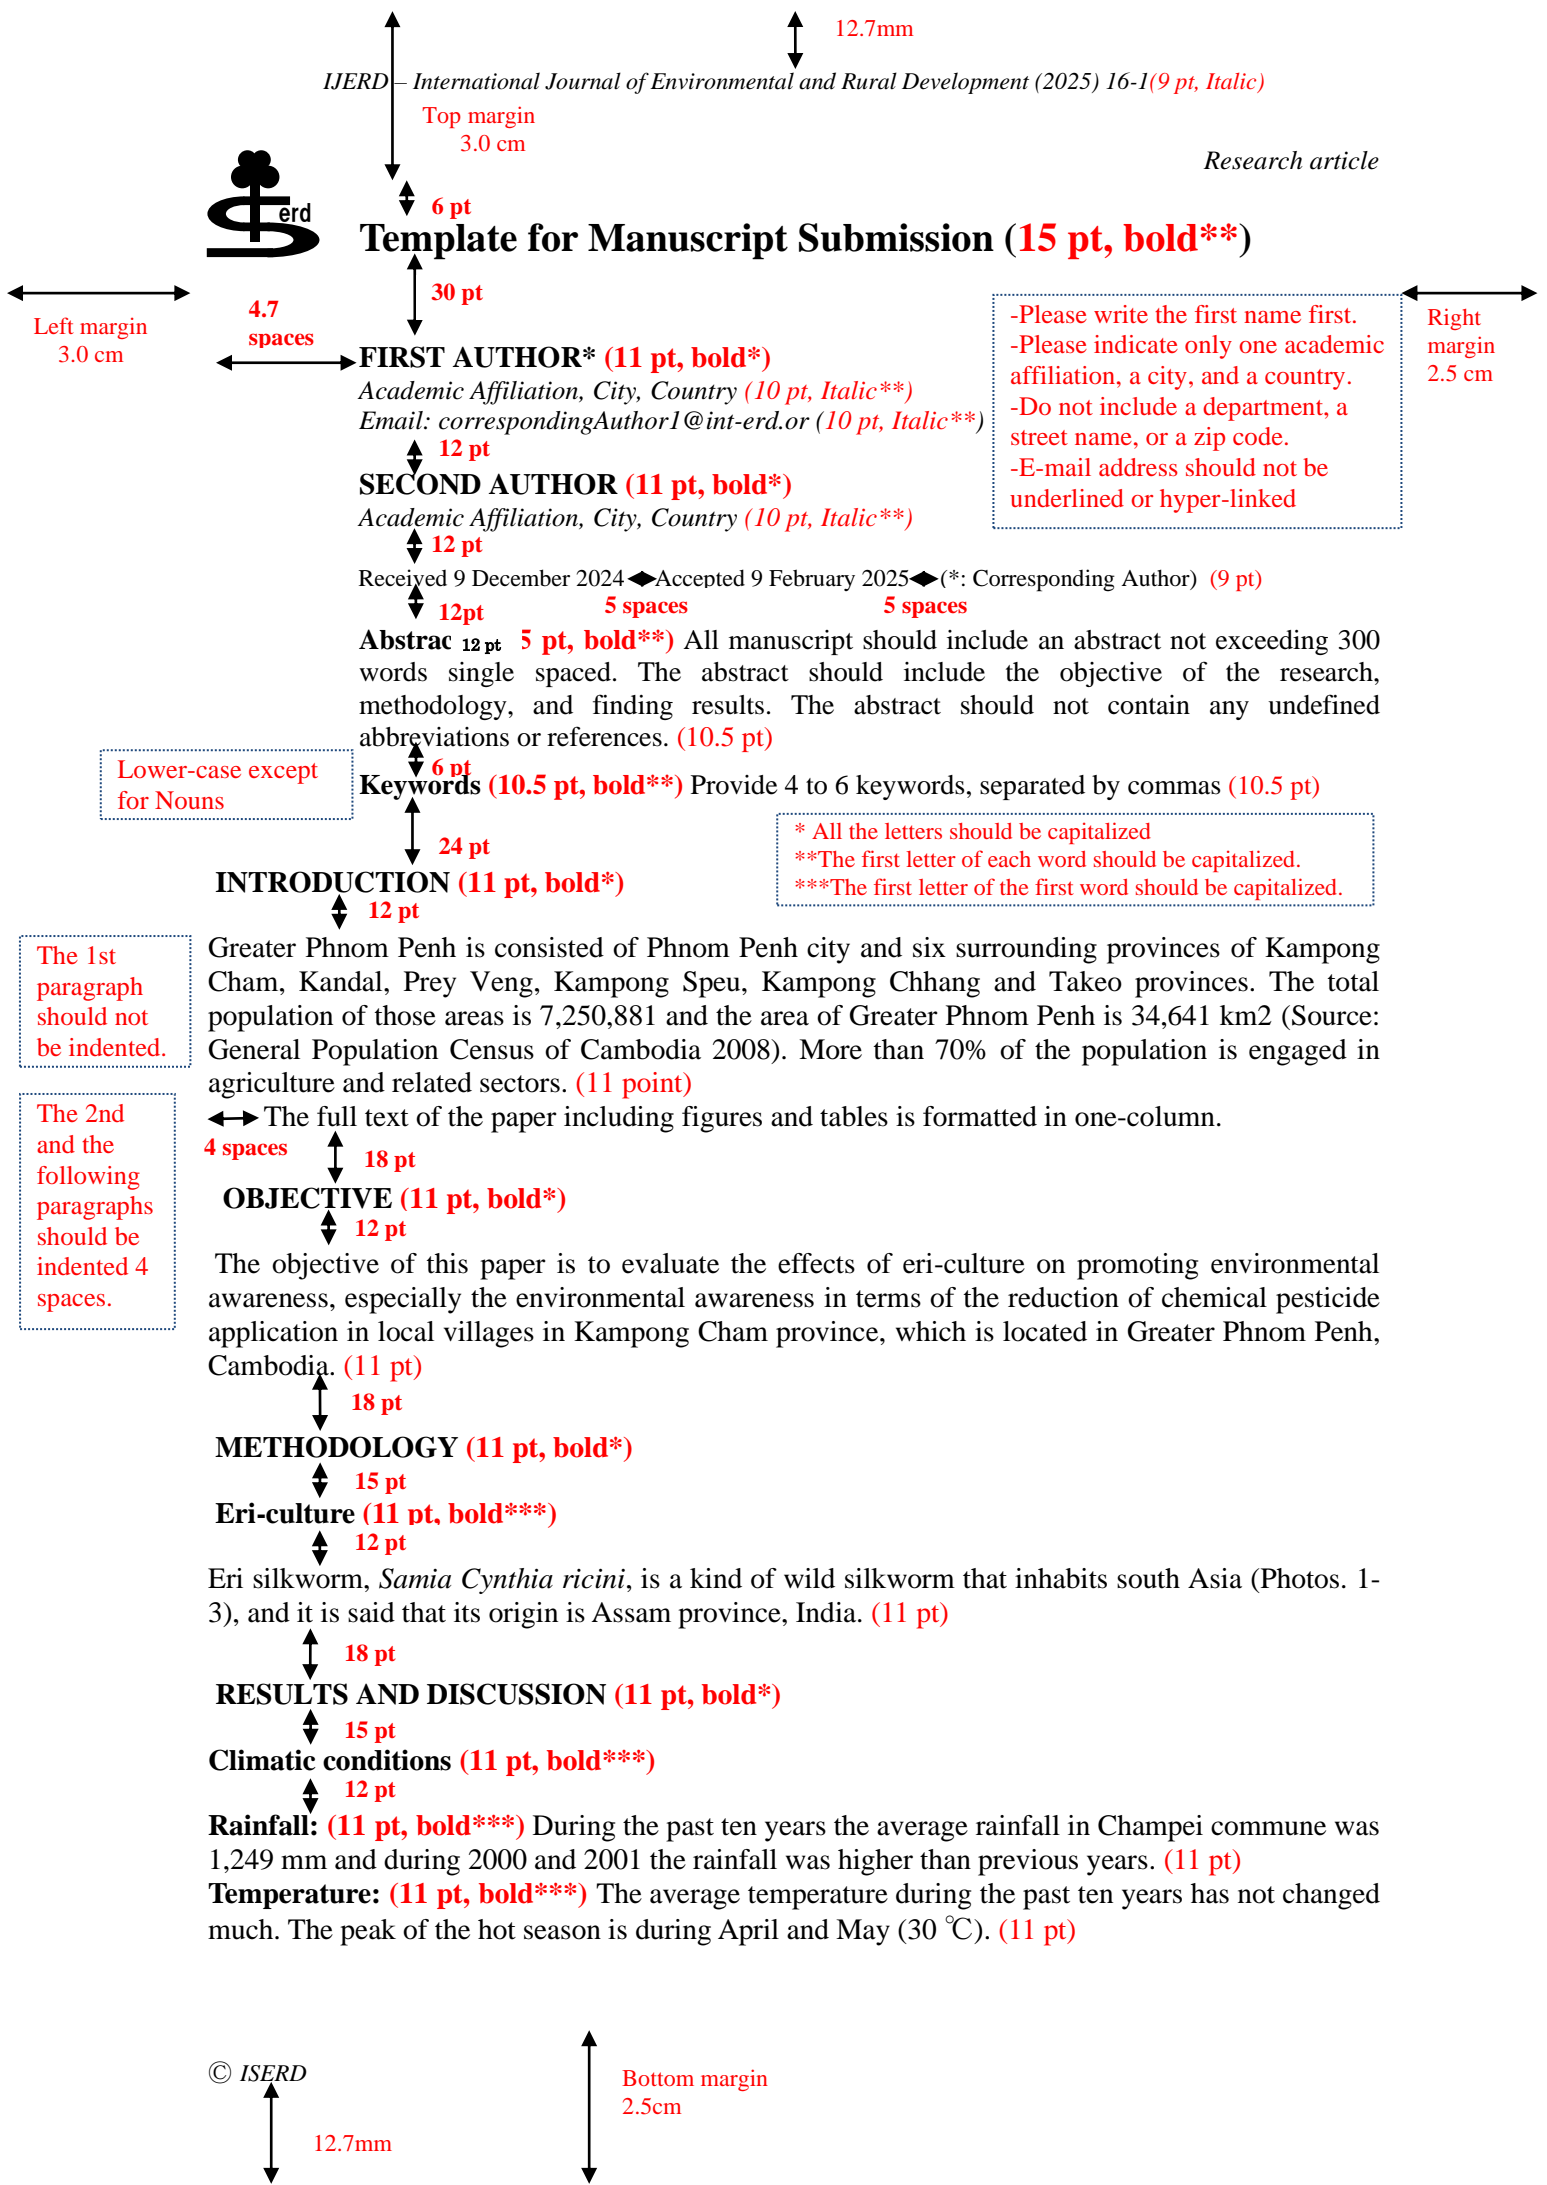 12.7mm
IJERD – International Journal of Environmental and Rural Development (2025) 16-1(9 pt, Italic)
Top margin
3.0 cm
Research article
erd
6 pt
Template for Manuscript Submission (15 pt, bold**)
30 pt
Left margin
3.0 cm
4.7
spaces
-Please write the first name first.
-Please indicate only one academic
affiliation, a city, and a country.
-Do not include a department, a
street name, or a zip code.
-E-mail address should not be
underlined or hyper-linked
Right
margin
2.5 cm
FIRST AUTHOR* (11 pt, bold*)
Academic Affiliation, City, Country (10 pt, Italic**)
Email: correspondingAuthor1@int-erd.or (10 pt, Italic**)
12 pt
SECOND AUTHOR (11 pt, bold*)
Academic Affiliation, City, Country (10 pt, Italic**)
12 pt
Received 9 December 2024 Accepted 9 February 2025 (*: Corresponding Author) (9 pt)
5 spaces 5 spaces
12pt
Abstrac 12 pt 5 pt, bold**) All manuscript should include an abstract not exceeding 300
words single spaced. The abstract should include the objective of the research,
methodology, and finding results. The abstract should not contain any undefined
abbreviations or references. (10.5 pt)
6 pt
Lower-case except
for Nouns
Keywords (10.5 pt, bold**) Provide 4 to 6 keywords, separated by commas (10.5 pt)
24 pt
* All the letters should be capitalized
**The first letter of each word should be capitalized.
***The first letter of the first word should be capitalized.
INTRODUCTION (11 pt, bold*)
12 pt
The 1st
paragraph
should not
be indented.
Greater Phnom Penh is consisted of Phnom Penh city and six surrounding provinces of Kampong
Cham, Kandal, Prey Veng, Kampong Speu, Kampong Chhang and Takeo provinces. The total
population of those areas is 7,250,881 and the area of Greater Phnom Penh is 34,641 km2 (Source:
General Population Census of Cambodia 2008). More than 70% of the population is engaged in
agriculture and related sectors. (11 point)
The 2nd
and the
following
paragraphs
should be
indented 4
spaces.
The full text of the paper including figures and tables is formatted in one-column.
4 spaces
18 pt
OBJECTIVE (11 pt, bold*)
12 pt
The objective of this paper is to evaluate the effects of eri-culture on promoting environmental
awareness, especially the environmental awareness in terms of the reduction of chemical pesticide
application in local villages in Kampong Cham province, which is located in Greater Phnom Penh,
Cambodia. (11 pt)
18 pt
METHODOLOGY (11 pt, bold*)
15 pt
Eri-culture (11 pt, bold***)
12 pt
Eri silkworm, Samia Cynthia ricini, is a kind of wild silkworm that inhabits south Asia (Photos. 1-
3), and it is said that its origin is Assam province, India. (11 pt)
18 pt
RESULTS AND DISCUSSION (11 pt, bold*)
15 pt
Climatic conditions (11 pt, bold***)
12 pt
Rainfall: (11 pt, bold***) During the past ten years the average rainfall in Champei commune was
1,249 mm and during 2000 and 2001 the rainfall was higher than previous years. (11 pt)
Temperature: (11 pt, bold***) The average temperature during the past ten years has not changed
much. The peak of the hot season is during April and May (30 ℃). (11 pt)
© ISERD
Bottom margin
2.5cm
12.7mm